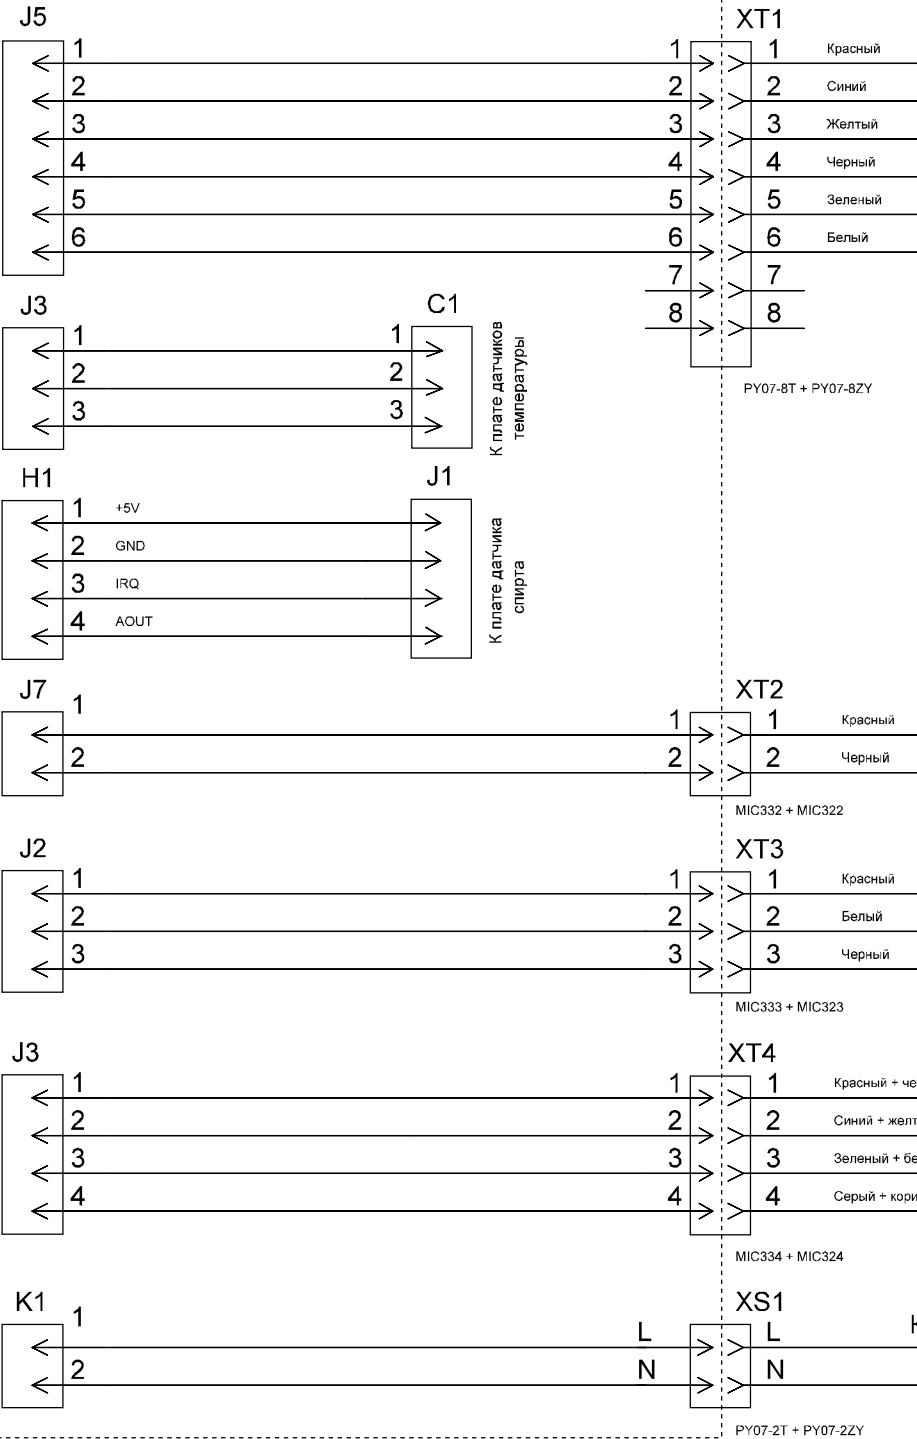 J5 XT1
1 1 1 Красный
2 2 2 Синий
3 3 3 Желтый
4 4 4 Черный
5 5 5 Зеленый
6 6 6 Белый
7 7
8 8
PY07-8T + PY07-8ZY
J3 C1
1 1
2 2
3 3
К плате датчиков
температуры
H1 J1
1 +5V
2 GND
3 IRQ
4 AOUT
К плате датчика
спирта
J7 XT2
1 1 1 Красный
2 2 2 Черный
MIC332 + MIC322
J2 XT3
1 1 1 Красный
2 2 2 Белый
3 3 3 Черный
MIC333 + MIC323
J3 XT4
1 1 1 Красный + че
2 2 2 Синий + желт
3 3 3 Зеленый + бе
4 4 4 Серый + кори
MIC334 + MIC324
K1 XS1
1 L L
2 N N
PY07-2T + PY07-2ZY